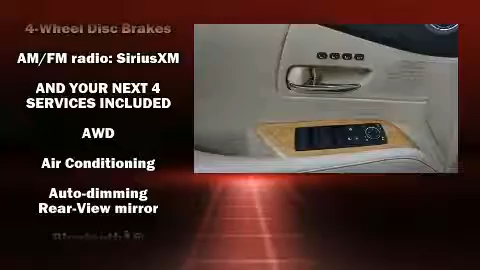 4-Wheel Disc Brakes
AM/FM radio: SiriusXM
AND YOUR NEXT 4
SERVICES INCLUDED
AWD
Air Conditioning
Auto-dimming
Rear-View mirror